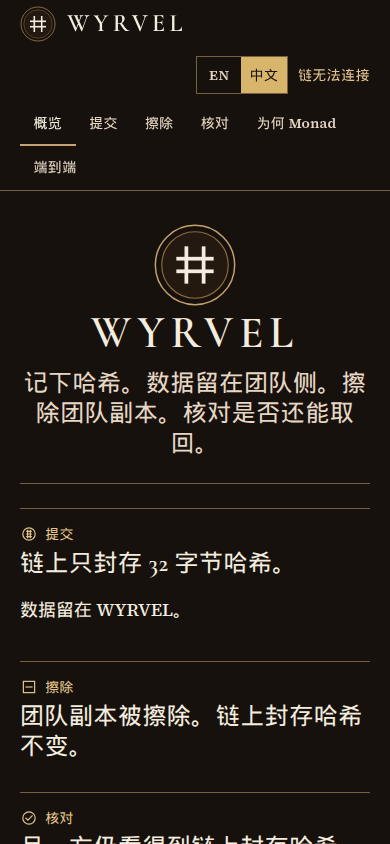 WYRVEL
EN 中文 链无法连接
概览 提交 擦除 核对 为何 Monad
端到端
WYRVEL
记下哈希。数据留在团队侧。擦
除团队副本。核对是否还能取
回。
提交
链上只封存 32 字节哈希。
数据留在 WYRVEL。
擦除
团队副本被擦除。链上封存哈希
不变。
核对